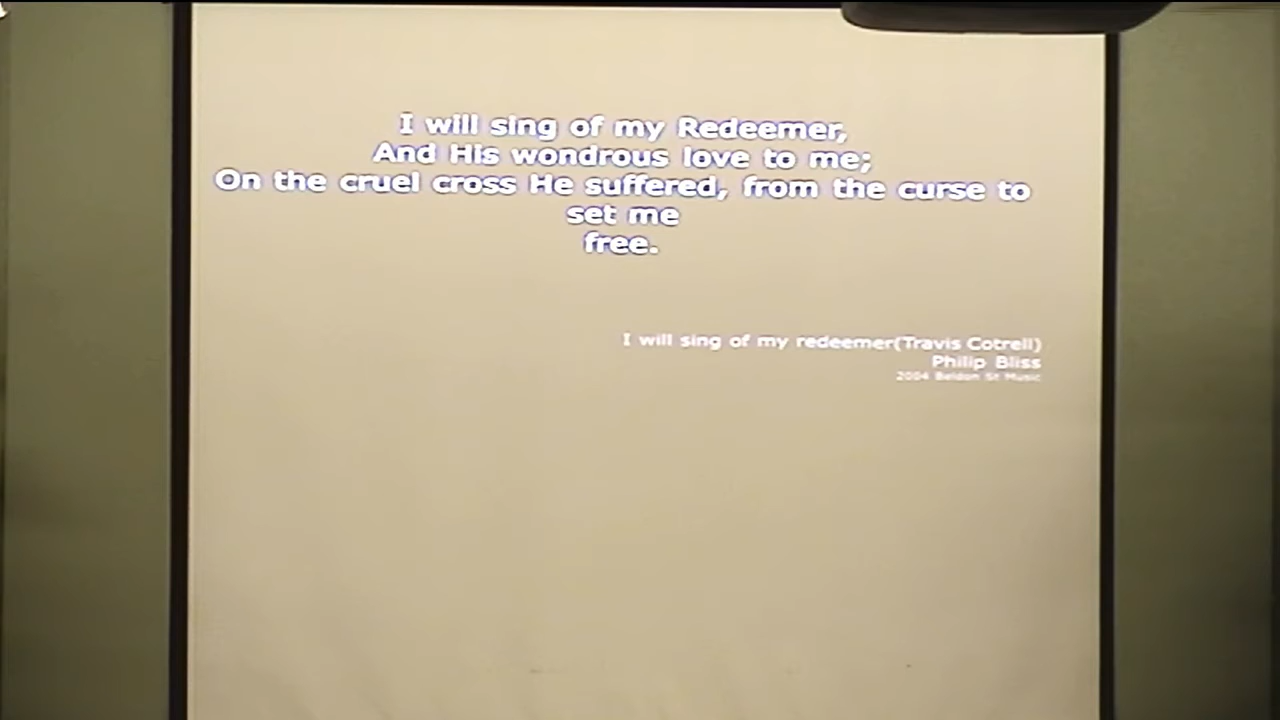 I will sing of my Redeemer,
And His wondrous love to me;
On the cruel cross He suffered, from the curse to
set me
free.
I will sing of my redeemer(Travis Cotrell)
Philip Bliss
2004 Beldon St Music